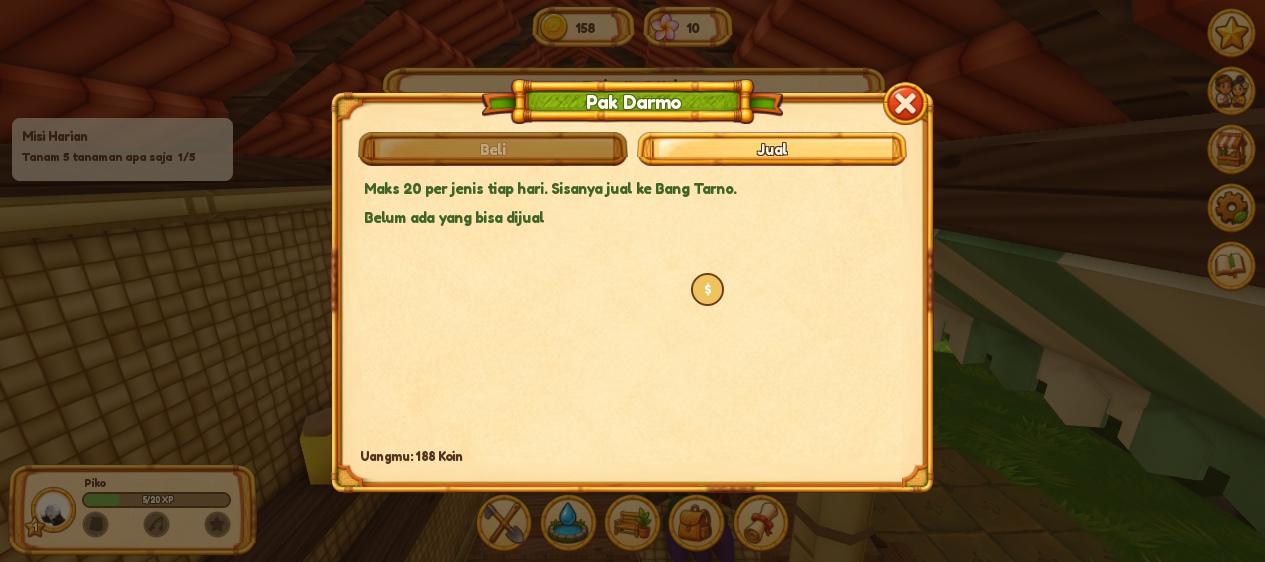 158
10
Pak Darmo
Misi Harian
Tanam 5 tanaman apa saja 1/5
Beli
Jual
Maks 20 per jenis tiap hari. Sisanya jual ke Bang Tarno.
Belum ada yang bisa dijual
$
Uangmu: 188 Koin
Piko
5/20 XP
1